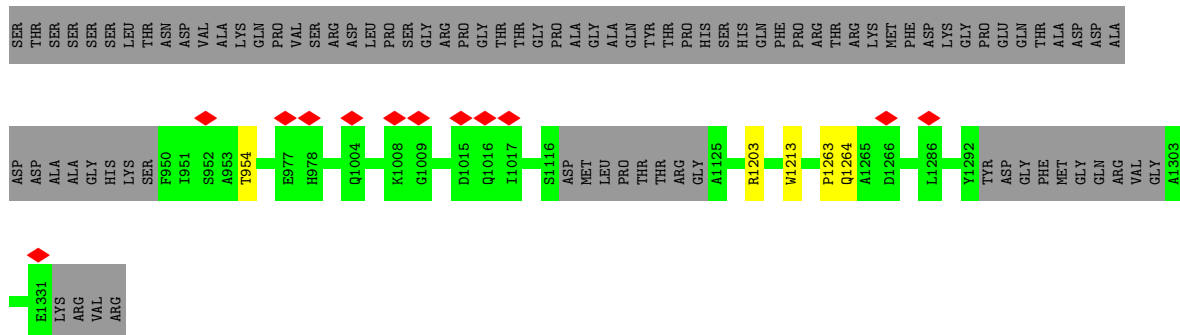 SER THR SER SER SER SER LEU THR ASN ASP VAL ALA LYS GLN PRO VAL SER ARG ASP LEU PRO SER GLY ARG PRO GLY THR THR GLY PRO ALA GLY ALA GLN TYR THR PRO HIS SER HIS GLN PHE PRO ARG THR ARG LYS MET PHE ASP LYS GLY PRO GLU GLN THR ALA ASP ASP ALA
ASP ASP ALA ALA GLY HIS LYS SER F950 I951 S952 A953 T954 E977 H978 Q1004 K1008 G1009 D1015 Q1016 I1017 S1116 ASP MET LEU PRO THR THR ARG GLY A1125 R1203 W1213 P1263 Q1264 A1265 D1266 L1286 Y1292 TYR ASP GLY PHE MET GLY GLN ARG VAL GLY A1303
E1331 LYS ARG VAL ARG